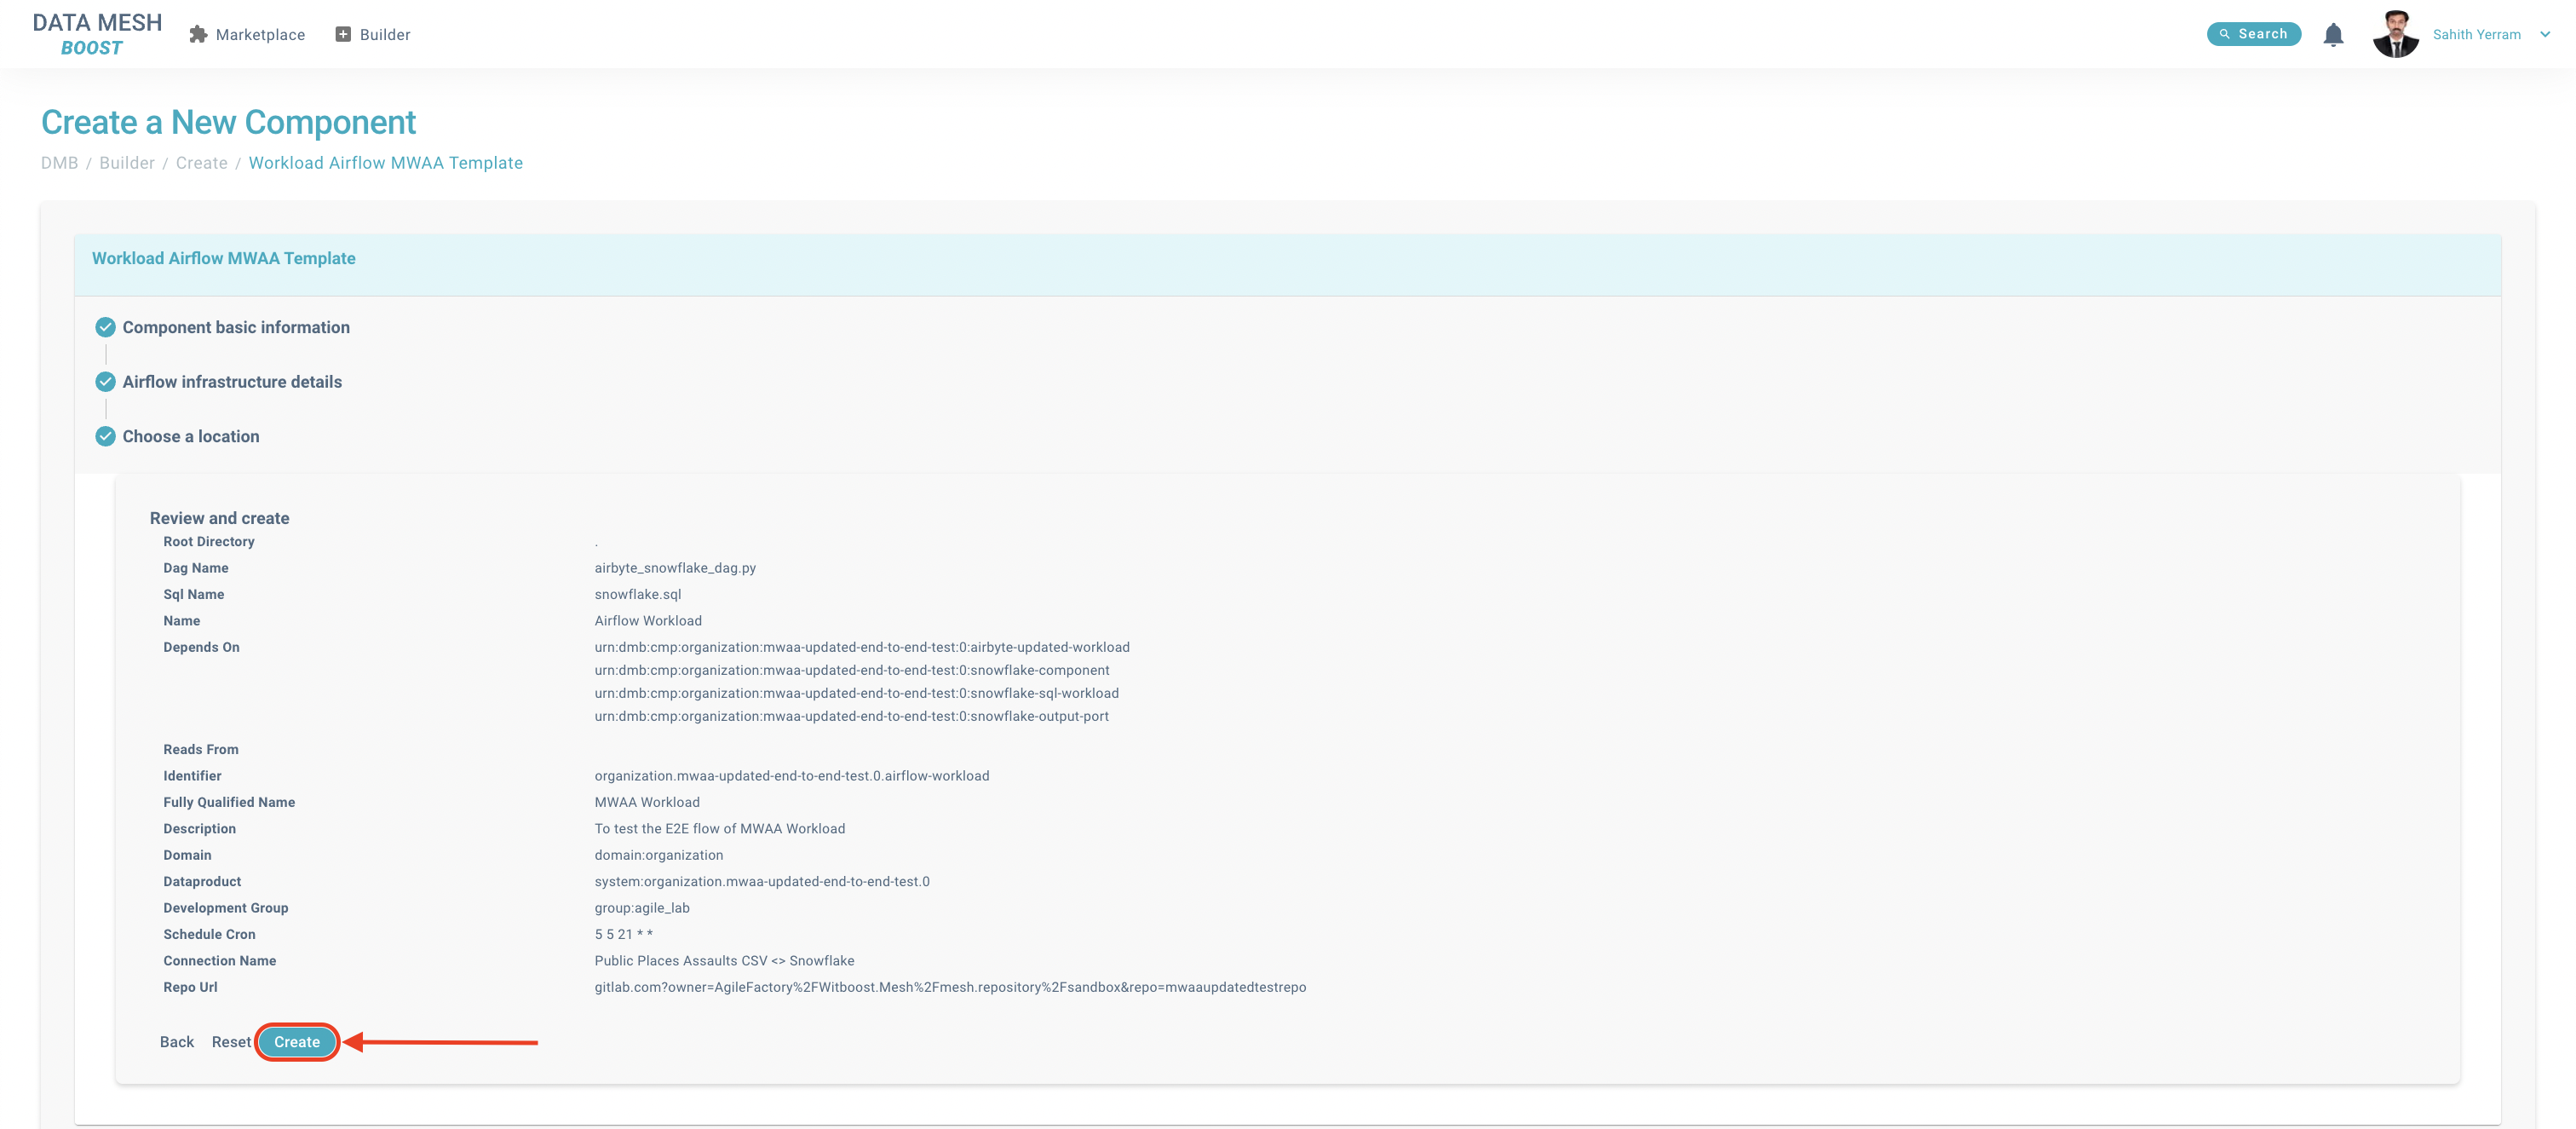 DATA MESH
BOOST
Marketplace
Builder
Search
Sahith Yerram
Create a New Component
DMB / Builder / Create / Workload Airflow MWAA Template
Workload Airflow MWAA Template
Component basic information
Airflow infrastructure details
Choose a location
Review and create
Root Directory .
Dag Name airbyte_snowflake_dag.py
Sql Name snowflake.sql
Name Airflow Workload
Depends On urn:dmb:cmp:organization:mwaa-updated-end-to-end-test:0:airbyte-updated-workload
urn:dmb:cmp:organization:mwaa-updated-end-to-end-test:0:snowflake-component
urn:dmb:cmp:organization:mwaa-updated-end-to-end-test:0:snowflake-sql-workload
urn:dmb:cmp:organization:mwaa-updated-end-to-end-test:0:snowflake-output-port
Reads From
Identifier organization.mwaa-updated-end-to-end-test.0.airflow-workload
Fully Qualified Name MWAA Workload
Description To test the E2E flow of MWAA Workload
Domain domain:organization
Dataproduct system:organization.mwaa-updated-end-to-end-test.0
Development Group group:agile_lab
Schedule Cron 5 5 21 * *
Connection Name Public Places Assaults CSV <> Snowflake
Repo Url gitlab.com?owner=AgileFactory%2FWitboost.Mesh%2Fmesh.repository%2Fsandbox&repo=mwaaupdatedtestrepo
Back Reset Create